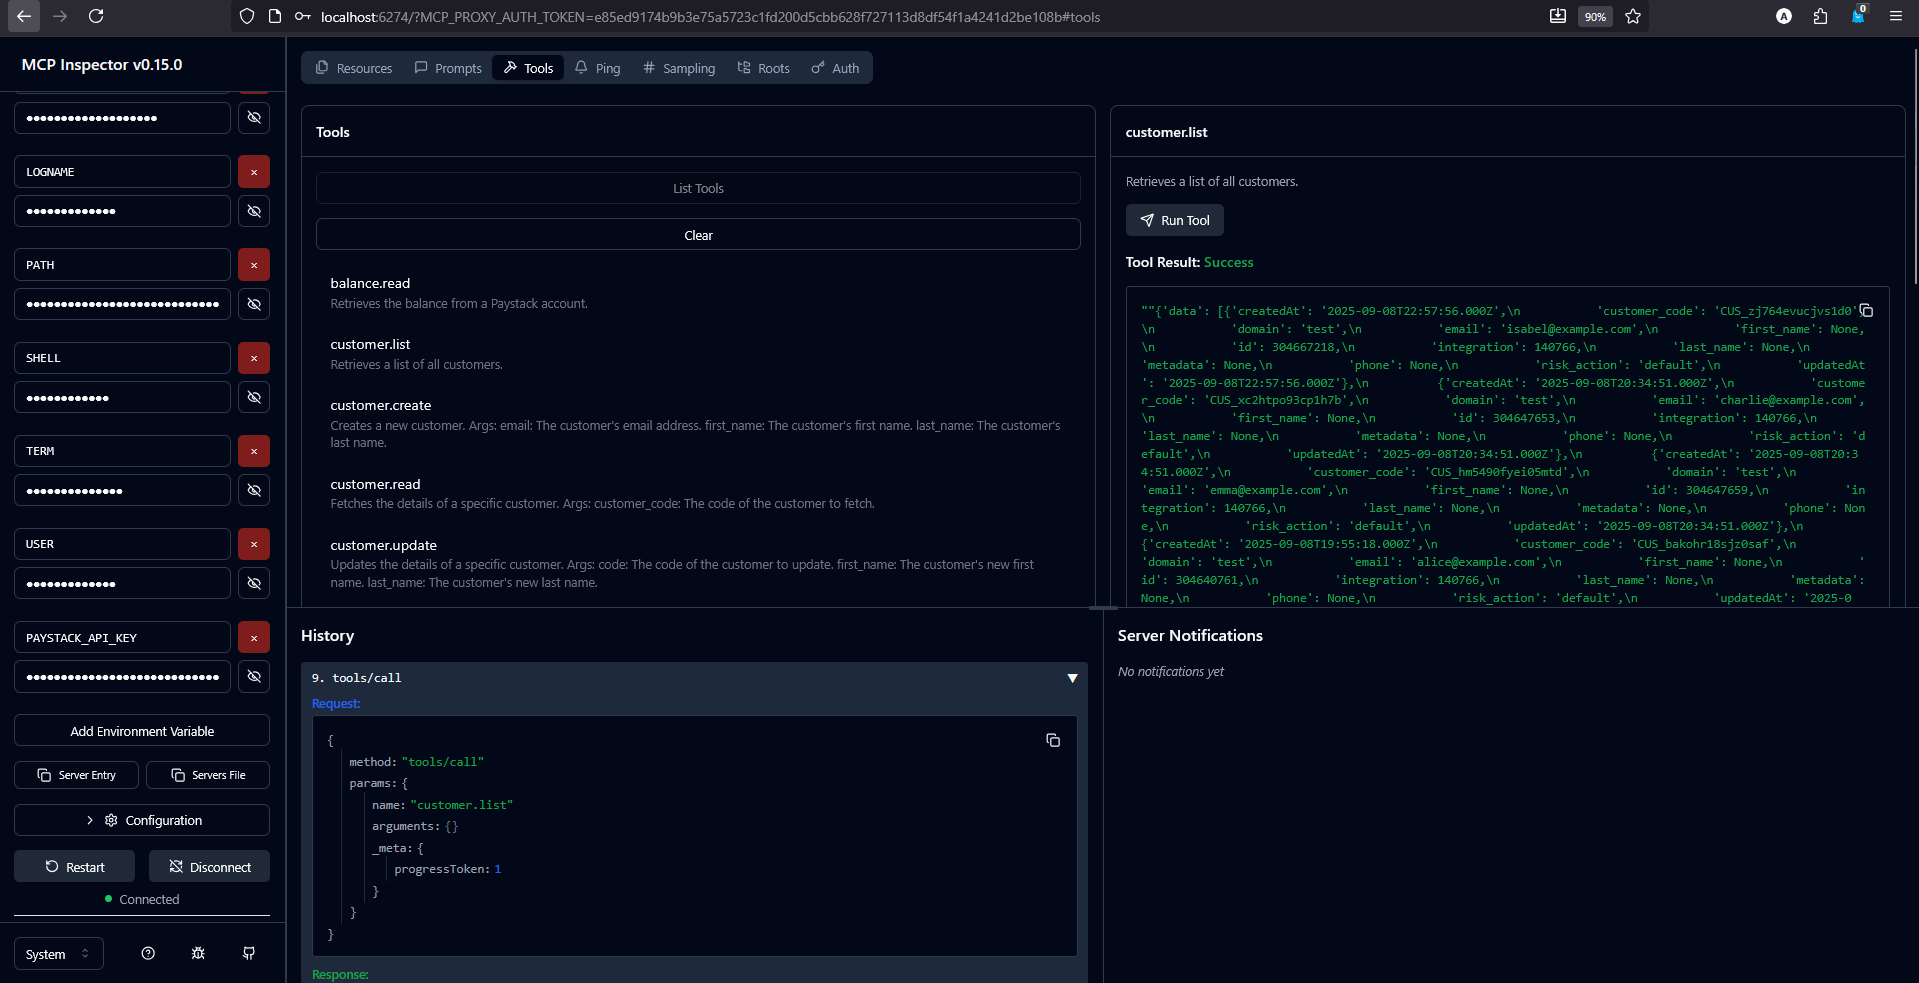 localhost:6274/?MCP_PROXY_AUTH_TOKEN=e85ed9174b9b3e75a5723c1fd200d5cbb628f727113d8df54f1a4241d2be108b#tools
90%
A
0
MCP Inspector v0.15.0
LOGNAME
PATH
SHELL
TERM
USER
PAYSTACK_API_KEY
Add Environment Variable
Server Entry
Servers File
Configuration
Restart
Disconnect
Connected
System
Resources
Prompts
Tools
Ping
Sampling
Roots
Auth
Tools
List Tools
Clear
balance.read
Retrieves the balance from a Paystack account.
customer.list
Retrieves a list of all customers.
customer.create
Creates a new customer. Args: email: The customer's email address. first_name: The customer's first name. last_name: The customer's
last name.
customer.read
Fetches the details of a specific customer. Args: customer_code: The code of the customer to fetch.
customer.update
Updates the details of a specific customer. Args: code: The code of the customer to update. first_name: The customer's new first
name. last_name: The customer's new last name.
customer.list
Retrieves a list of all customers.
Run Tool
Tool Result: Success
""{'data': [{'createdAt': '2025-09-08T22:57:56.000Z',\n 'customer_code': 'CUS_zj764evucjvs1d0',
\n 'domain': 'test',\n 'email': 'isabel@example.com',\n 'first_name': None,
\n 'id': 304667218,\n 'integration': 140766,\n 'last_name': None,\n
'metadata': None,\n 'phone': None,\n 'risk_action': 'default',\n 'updatedAt
': '2025-09-08T22:57:56.000Z'},\n {'createdAt': '2025-09-08T20:34:51.000Z',\n 'custome
r_code': 'CUS_xc2htpo93cp1h7b',\n 'domain': 'test',\n 'email': 'charlie@example.com',
\n 'first_name': None,\n 'id': 304647653,\n 'integration': 140766,\n
'last_name': None,\n 'metadata': None,\n 'phone': None,\n 'risk_action': 'd
efault',\n 'updatedAt': '2025-09-08T20:34:51.000Z'},\n {'createdAt': '2025-09-08T20:3
4:51.000Z',\n 'customer_code': 'CUS_hm5490fyei05mtd',\n 'domain': 'test',\n
'email': 'emma@example.com',\n 'first_name': None,\n 'id': 304647659,\n 'in
tegration': 140766,\n 'last_name': None,\n 'metadata': None,\n 'phone': Non
e,\n 'risk_action': 'default',\n 'updatedAt': '2025-09-08T20:34:51.000Z'},\n
{'createdAt': '2025-09-08T19:55:18.000Z',\n 'customer_code': 'CUS_bakohr18sjz0saf',\n
'domain': 'test',\n 'email': 'alice@example.com',\n 'first_name': None,\n '
id': 304640761,\n 'integration': 140766,\n 'last_name': None,\n 'metadata':
None,\n 'phone': None,\n 'risk_action': 'default',\n 'updatedAt': '2025-0
History
9. tools/call
Request:
{
method: "tools/call"
params: {
name: "customer.list"
arguments: {}
_meta: {
progressToken: 1
}
}
}
Response:
Server Notifications
No notifications yet